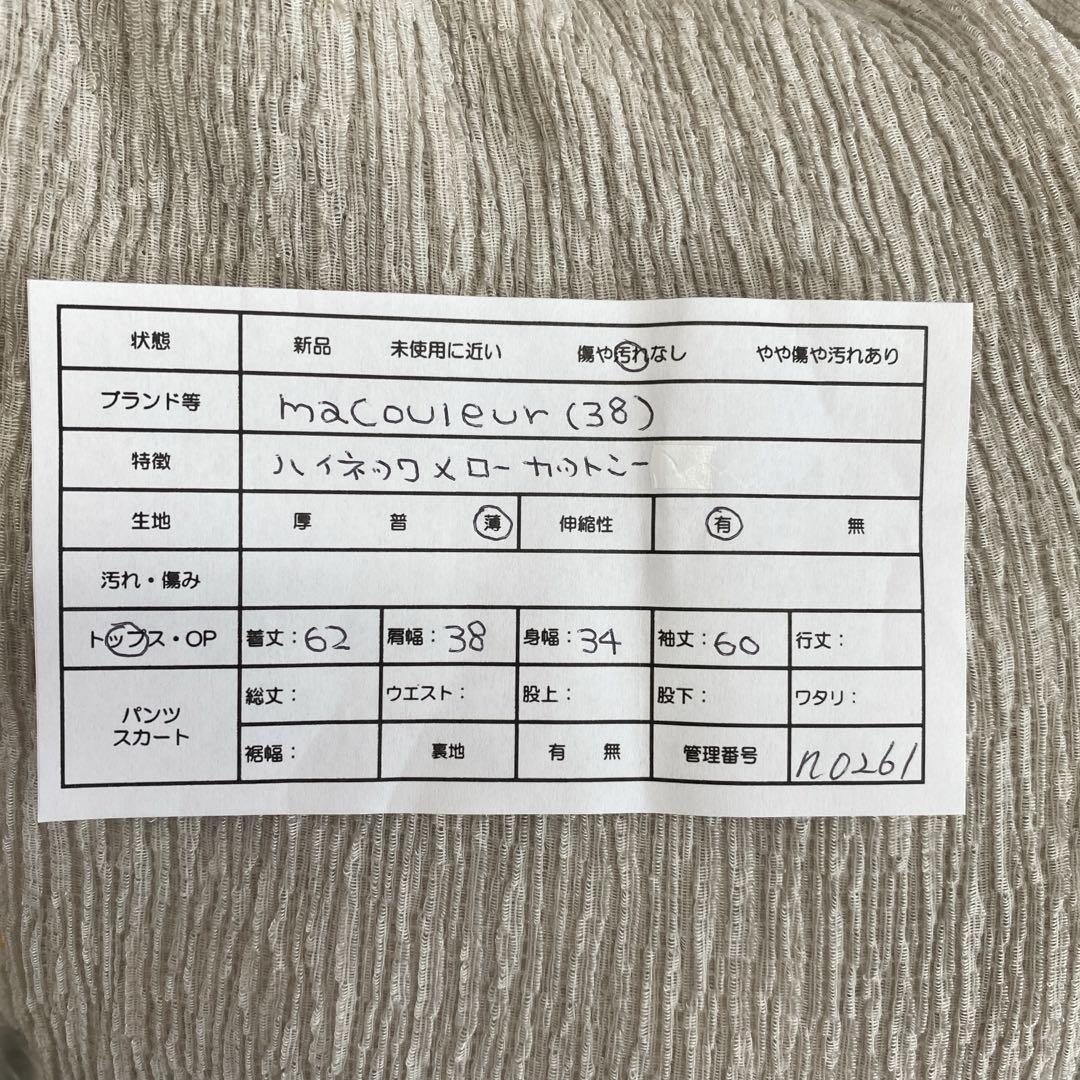 状態 新品 未使用に近い 傷や汚れなし やや傷や汚れあり
ブランド等 macouleur (38)
特徴 ハイネックメローカットソー
生地 厚 普 薄 伸縮性 有 無
汚れ・傷み
トップス・OP 着丈:62 肩幅:38 身幅:34 袖丈:60 行丈:
パンツ スカート 総丈: ウエスト: 股上: 股下: ワタリ:
裾幅: 裏地 有 無 管理番号 n0261